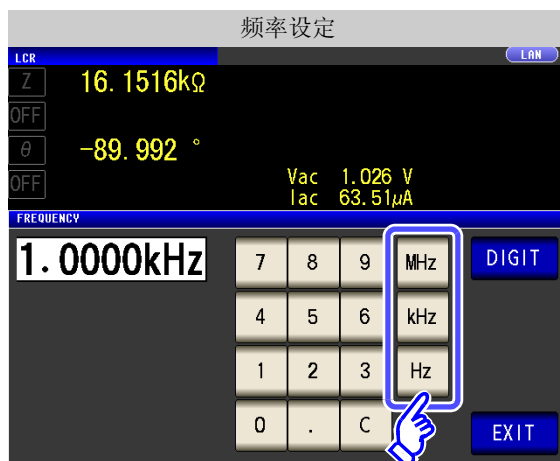 频率设定
LCR LAN
Z 16.1516kΩ
OFF
θ -89.992 °
OFF
Vac 1.026 V
Iac 63.51μA
FREQUENCY
1.0000kHz
7 8 9 MHz DIGIT
4 5 6 kHz
1 2 3 Hz
0 . C EXIT